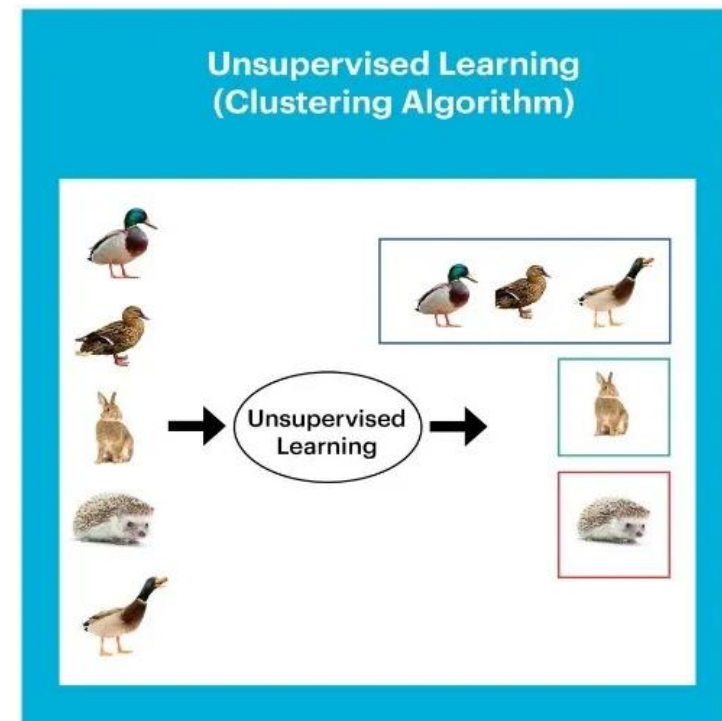 Unsupervised Learning
(Clustering Algorithm)
Unsupervised
Learning